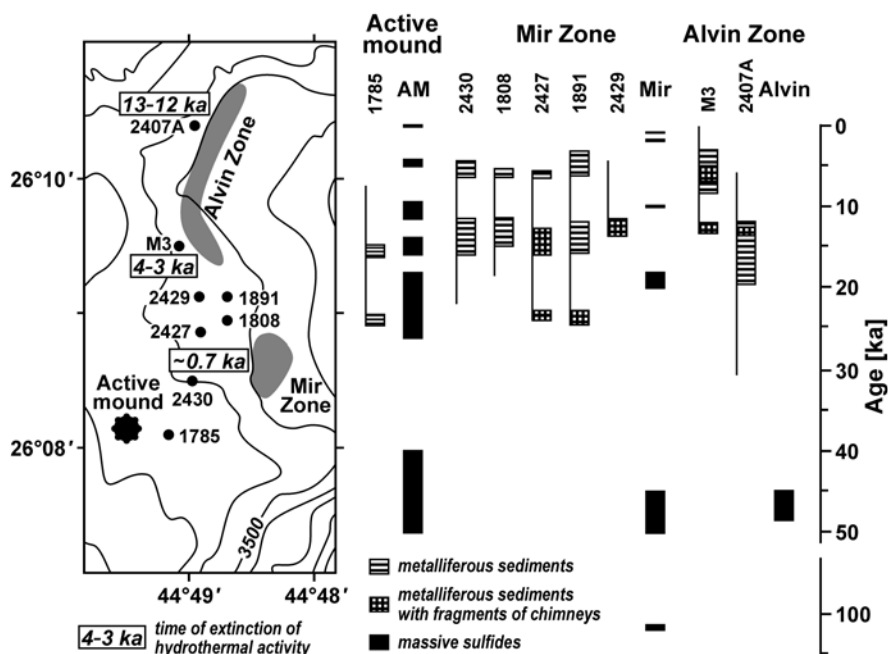 Active mound
Mir Zone
Alvin Zone
1785
AM
2430
1808
2427
1891
2429
Mir
M3
2407A
Alvin
13-12 ka
2407A
Alvin Zone
26°10′
M3
4-3 ka
2429
1891
1808
2427
~0.7 ka
Active mound
2430
Mir Zone
1785
26°08′
3500
44°49′
44°48′
0
10
20
30
40
50
100
Age [ka]
metalliferous sediments
metalliferous sediments
with fragments of chimneys
massive sulfides
4-3 ka
time of extinction of
hydrothermal activity